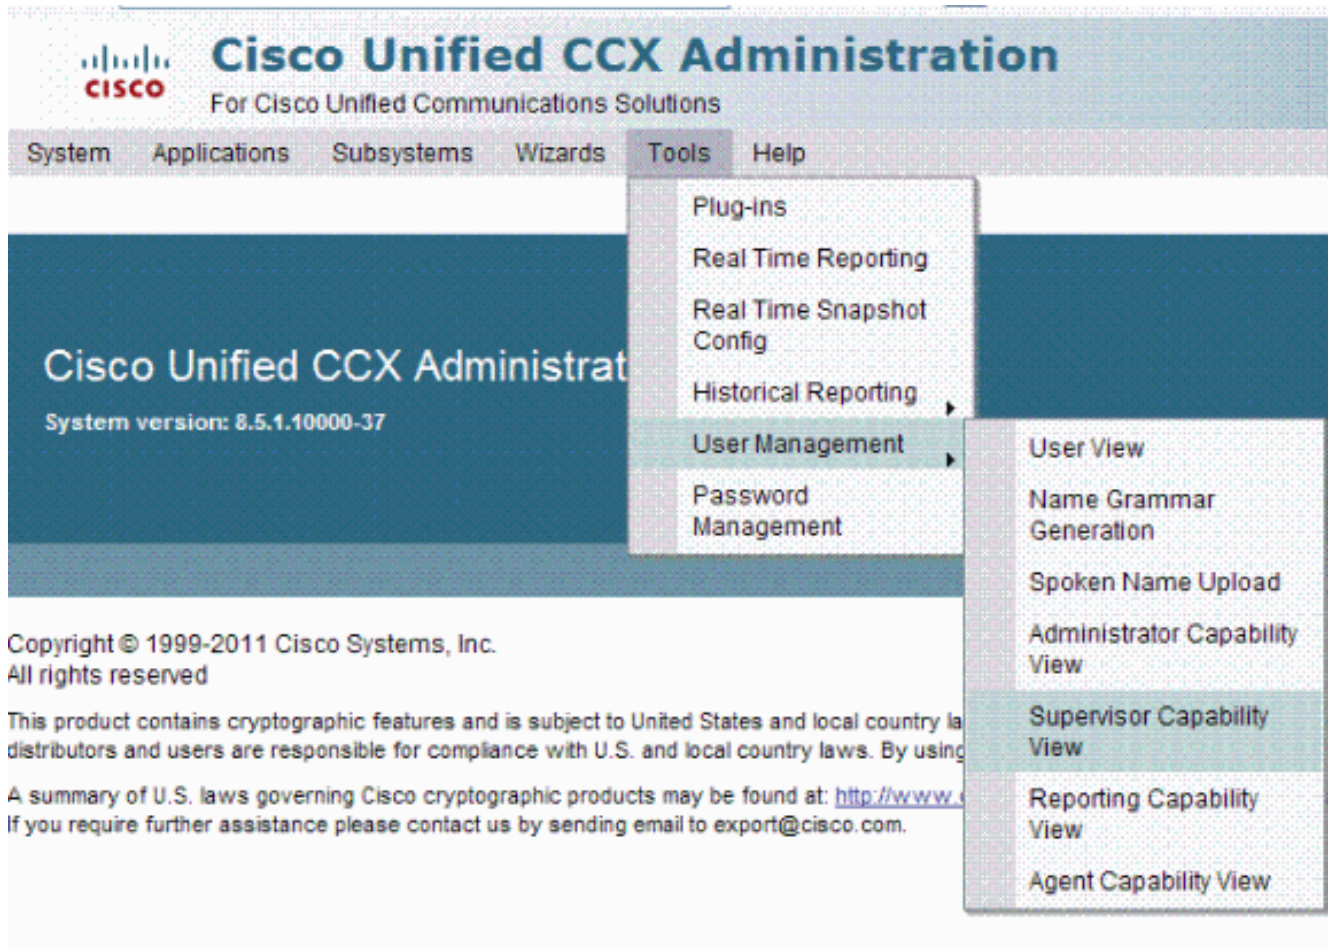 cisco
Cisco Unified CCX Administration
For Cisco Unified Communications Solutions
System Applications Subsystems Wizards Tools Help
Plug-ins
Real Time Reporting
Real Time Snapshot
Config
Historical Reporting
User Management
Password
Management
User View
Name Grammar
Generation
Spoken Name Upload
Administrator Capability
View
Supervisor Capability
View
Reporting Capability
View
Agent Capability View
Cisco Unified CCX Administrat
System version: 8.5.1.10000-37
Copyright © 1999-2011 Cisco Systems, Inc.
All rights reserved
This product contains cryptographic features and is subject to United States and local country la
distributors and users are responsible for compliance with U.S. and local country laws. By using
A summary of U.S. laws governing Cisco cryptographic products may be found at: http://www.
If you require further assistance please contact us by sending email to export@cisco.com.